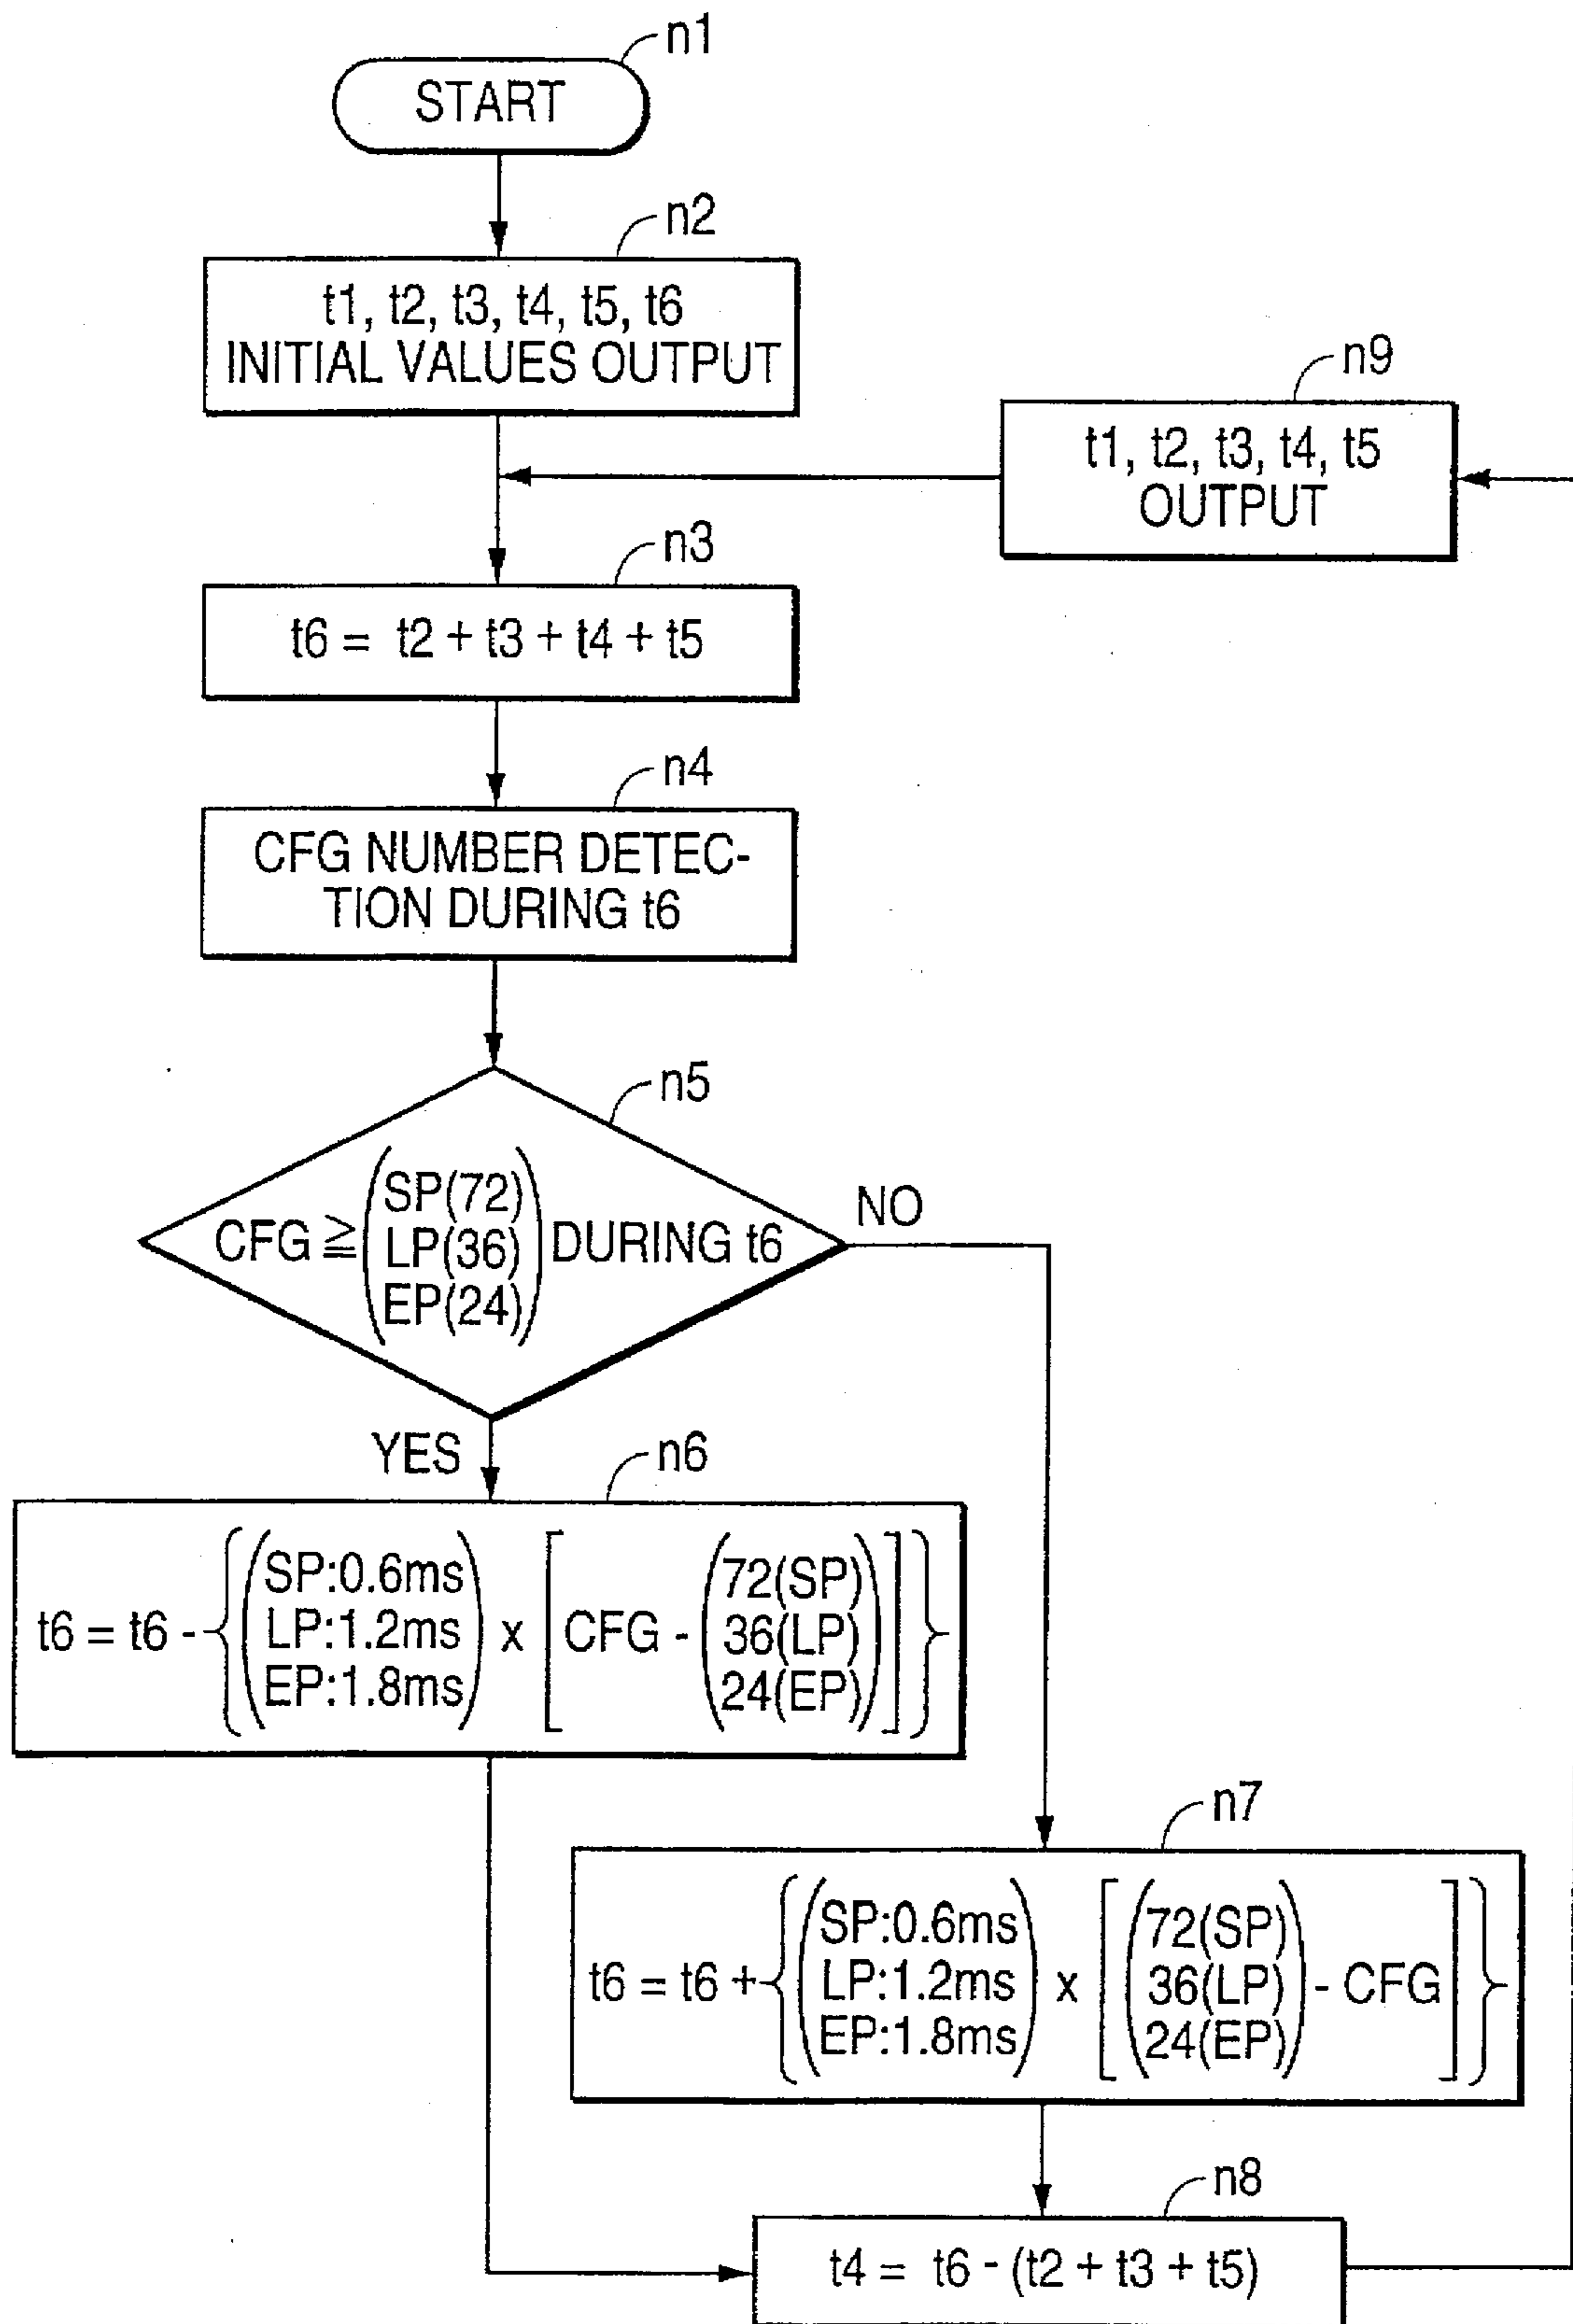 n1
START
n2
t1, t2, t3, t4, t5, t6
INITIAL VALUES OUTPUT
n9
t1, t2, t3, t4, t5
OUTPUT
n3
t6 = t2 + t3 + t4 + t5
n4
CFG NUMBER DETEC-
TION DURING t6
n5
CFG ≧ (SP(72) LP(36) EP(24)) DURING t6
NO
YES
n6
t6 = t6 - {(SP:0.6ms LP:1.2ms EP:1.8ms) x [CFG - (72(SP) 36(LP) 24(EP))]}
n7
t6 = t6 + {(SP:0.6ms LP:1.2ms EP:1.8ms) x [(72(SP) 36(LP) 24(EP)) - CFG]}
n8
t4 = t6 - (t2 + t3 + t5)